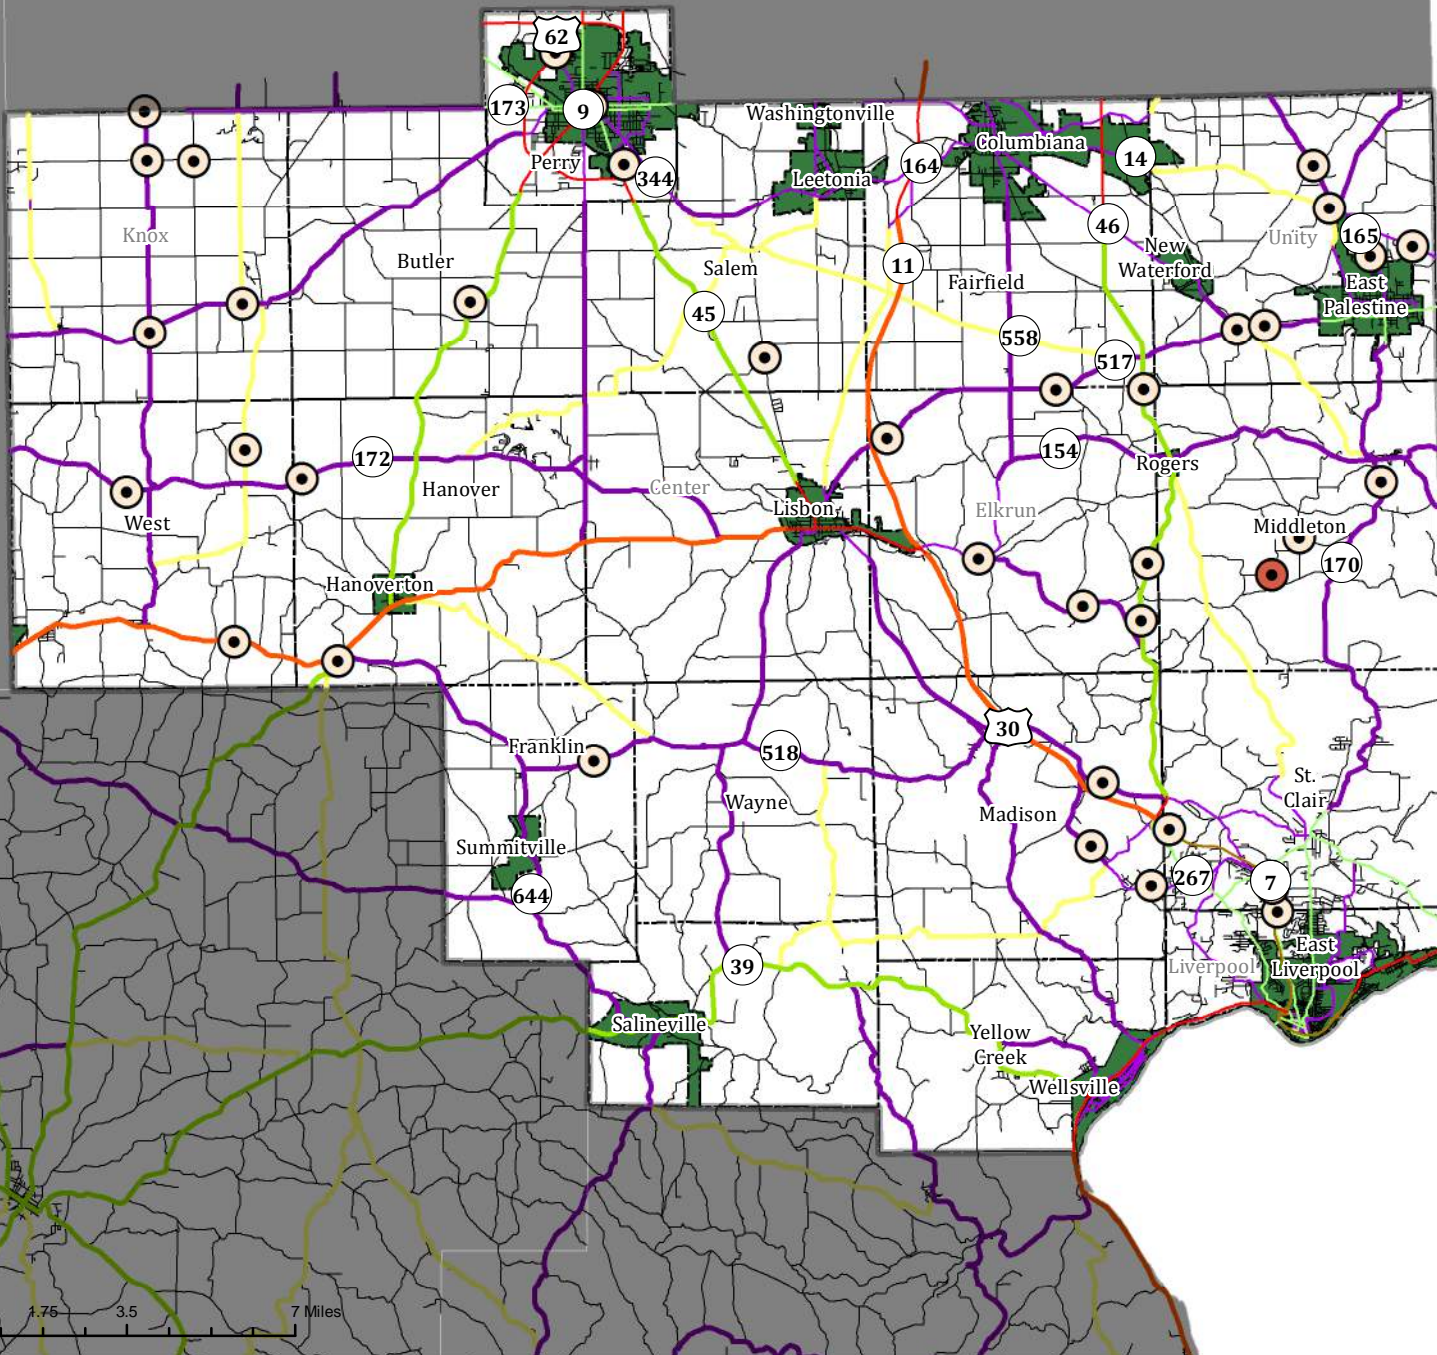 62
173
9
Washingtonville
Columbiana
Perry
344
Leetonia
164
14
Knox
Butler
Salem
11
Fairfield
46
New
Waterford
Unity
165
East
Palestine
45
558
517
172
Hanover
Center
Lisbon
154
Rogers
Elkrun
West
Middleton
170
Hanoverton
30
Franklin
518
Wayne
Madison
St.
Clair
Summitville
644
267
7
39
Liverpool
East
Liverpool
Salineville
Yellow
Creek
Wellsville
1.75
3.5
7 Miles